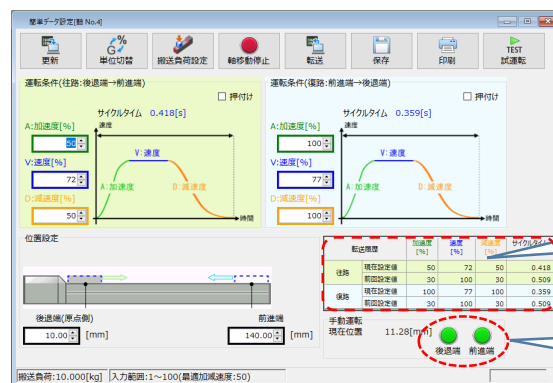 簡単データ設定[軸 No.4]
更新
% G
単位切替
搬送負荷設定
軸移動停止
転送
保存
印刷
TEST
試運転
運転条件(往路:後退端→前進端)
押付け
サイクルタイム 0.418[s]
A:加速度[%]
50
V:速度[%]
72
D:減速度[%]
50
速度
V:速度
A:加速度
D:減速度
時間
運転条件(復路:前進端→後退端)
押付け
サイクルタイム 0.359[s]
A:加速度[%]
100
V:速度[%]
77
D:減速度[%]
100
速度
V:速度
A:加速度
D:減速度
時間
位置設定
後退端(原点側)
10.00 [mm]
前進端
140.00 [mm]
転送履歴 加速度[%] 速度[%] 減速度[%] サイクルタイム
往路 現在設定値 50 72 50 0.418
前回設定値 30 100 30 0.509
復路 現在設定値 100 77 100 0.359
前回設定値 30 100 30 0.509
手動運転
現在位置 11.28[mm]
後退端 前進端
搬送負荷:10.000[kg] 入力範囲:1~100(最適加減速度:50)